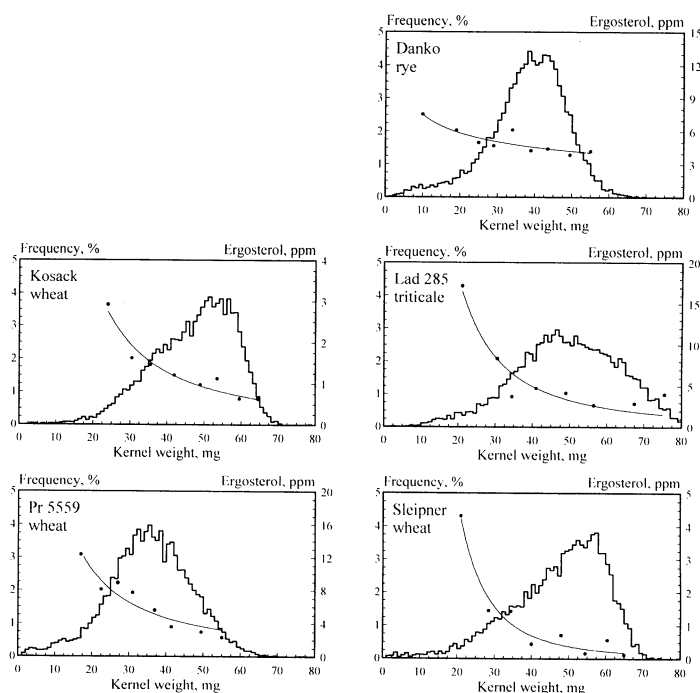 Frequency, % Ergosterol, ppm
Danko
rye
5
4
3
2
1
0
15
12
9
6
3
0
0 10 20 30 40 50 60 70 80
Kernel weight, mg
Frequency, % Ergosterol, ppm
Kosack
wheat
5
4
3
2
1
0
4
3
2
1
0
0 10 20 30 40 50 60 70 80
Kernel weight, mg
Frequency. % Ergosterol, ppm
Lad 285
triticale
5
4
3
2
1
0
20
15
10
5
0
0 10 20 30 40 50 60 70 80
Kernel weight, mg
Frequency, % Ergosterol, ppm
Pr 5559
wheat
5
4
3
2
1
0
20
16
12
8
4
0
0 10 20 30 40 50 60 70 80
Kernel weight, mg
Frequency, % Ergosterol, ppm
Sleipner
wheat
5
4
3
2
1
0
5
4
3
2
1
0
0 10 20 30 40 50 60 70 80
Kernel weight, mg